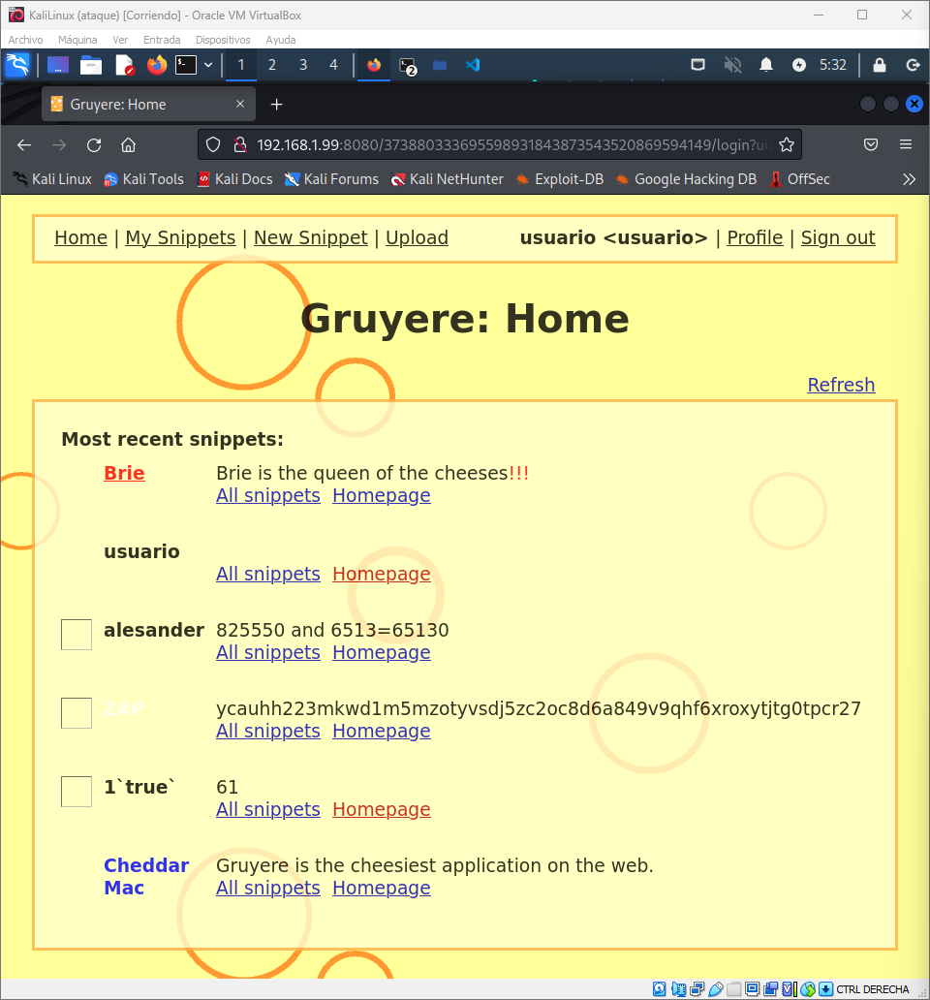 KaliLinux (ataque) [Corriendo] - Oracle VM VirtualBox
Archivo Máquina Ver Entrada Dispositivos Ayuda
1 2 3 4 2 5:32
Gruyere: Home
192.168.1.99:8080/373880333695598931843873543520869594149/login?ui
Kali Linux Kali Tools Kali Docs Kali Forums Kali NetHunter Exploit-DB Google Hacking DB OffSec
Home | My Snippets | New Snippet | Upload usuario <usuario> | Profile | Sign out
Gruyere: Home
Refresh
Most recent snippets:
Brie Brie is the queen of the cheeses!!!
All snippets Homepage
usuario
All snippets Homepage
alesander 825550 and 6513=65130
All snippets Homepage
ZAP ycauhh223mkwd1m5mzotyvsdj5zc2oc8d6a849v9qhf6xroxytjtg0tpcr27
All snippets Homepage
1`true` 61
All snippets Homepage
Cheddar Gruyere is the cheesiest application on the web.
Mac All snippets Homepage
CTRL DERECHA